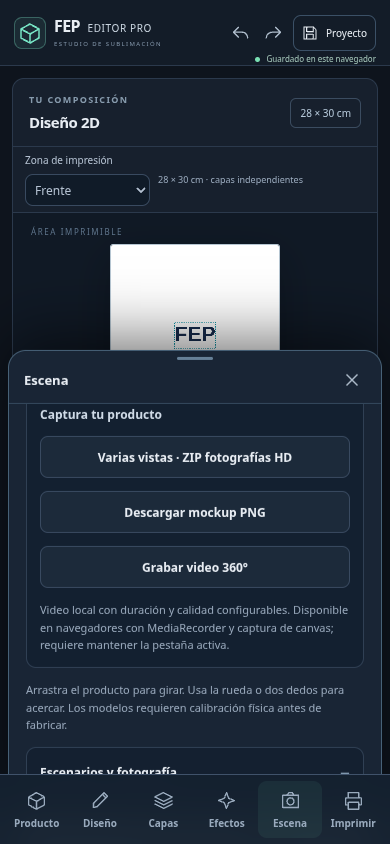 FEP EDITOR PRO
ESTUDIO DE SUBLIMACIÓN
Proyecto
Guardado en este navegador
TU COMPOSICIÓN
Diseño 2D
28 × 30 cm
Zona de impresión
Frente
28 × 30 cm · capas independientes
ÁREA IMPRIMIBLE
FEP
Escena
Captura tu producto
Varias vistas · ZIP fotografías HD
Descargar mockup PNG
Grabar video 360°
Video local con duración y calidad configurables. Disponible
en navegadores con MediaRecorder y captura de canvas;
requiere mantener la pestaña activa.
Arrastra el producto para girar. Usa la rueda o dos dedos para
acercar. Los modelos requieren calibración física antes de
fabricar.
Escenarios y fotografía
Producto
Diseño
Capas
Efectos
Escena
Imprimir